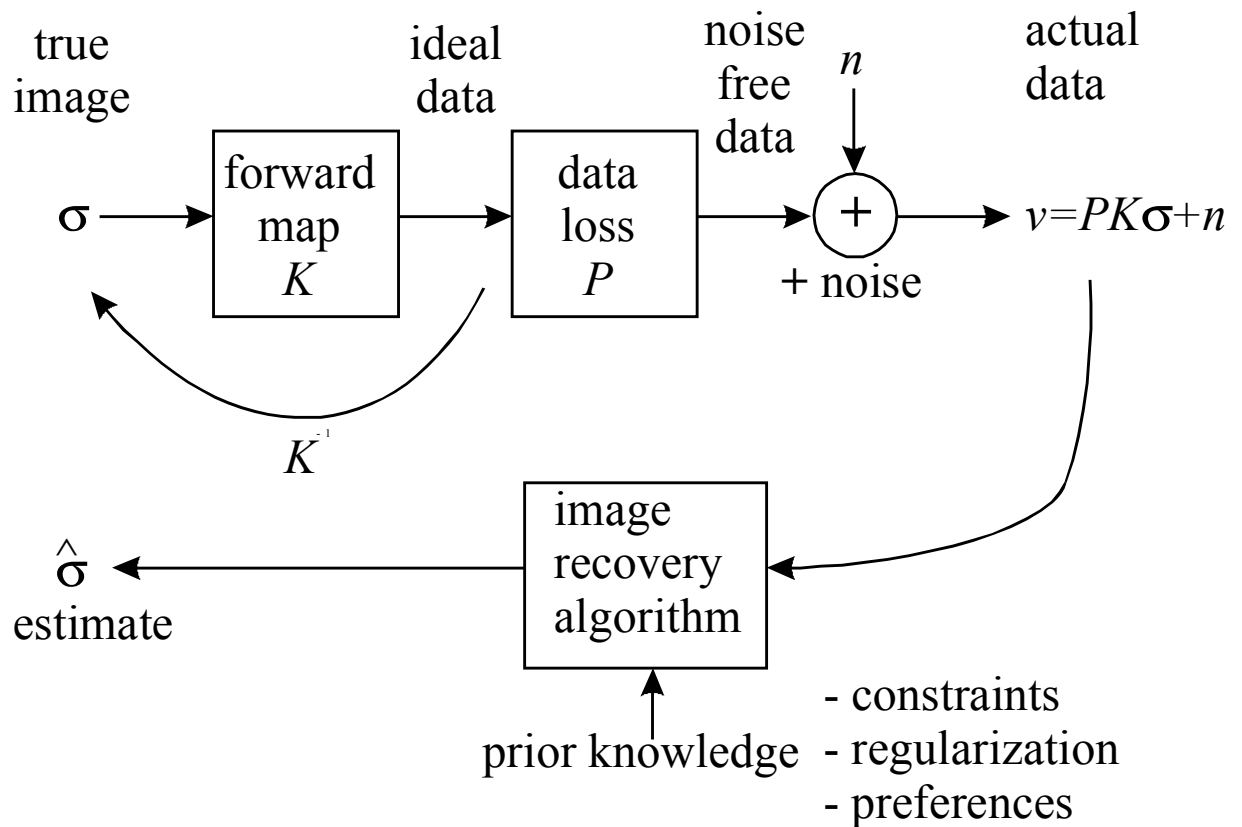 true
image
ideal
data
noise
free
data
n
actual
data
σ
forward
map
K
data
loss
P
+
+ noise
v=PKσ+n
K⁻¹
σ̂
estimate
image
recovery
algorithm
prior knowledge
- constraints
- regularization
- preferences